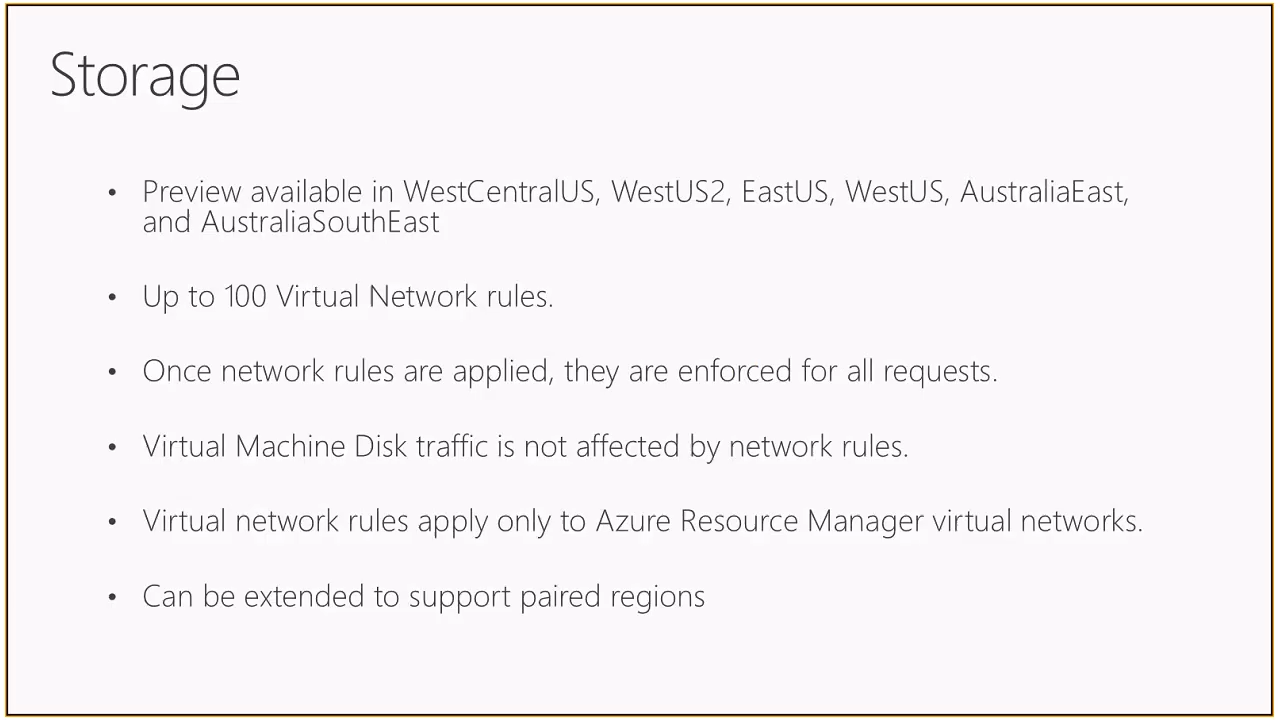 Storage
• Preview available in WestCentralUS, WestUS2, EastUS, WestUS, AustraliaEast,
and AustraliaSouthEast
• Up to 100 Virtual Network rules.
• Once network rules are applied, they are enforced for all requests.
• Virtual Machine Disk traffic is not affected by network rules.
• Virtual network rules apply only to Azure Resource Manager virtual networks.
• Can be extended to support paired regions